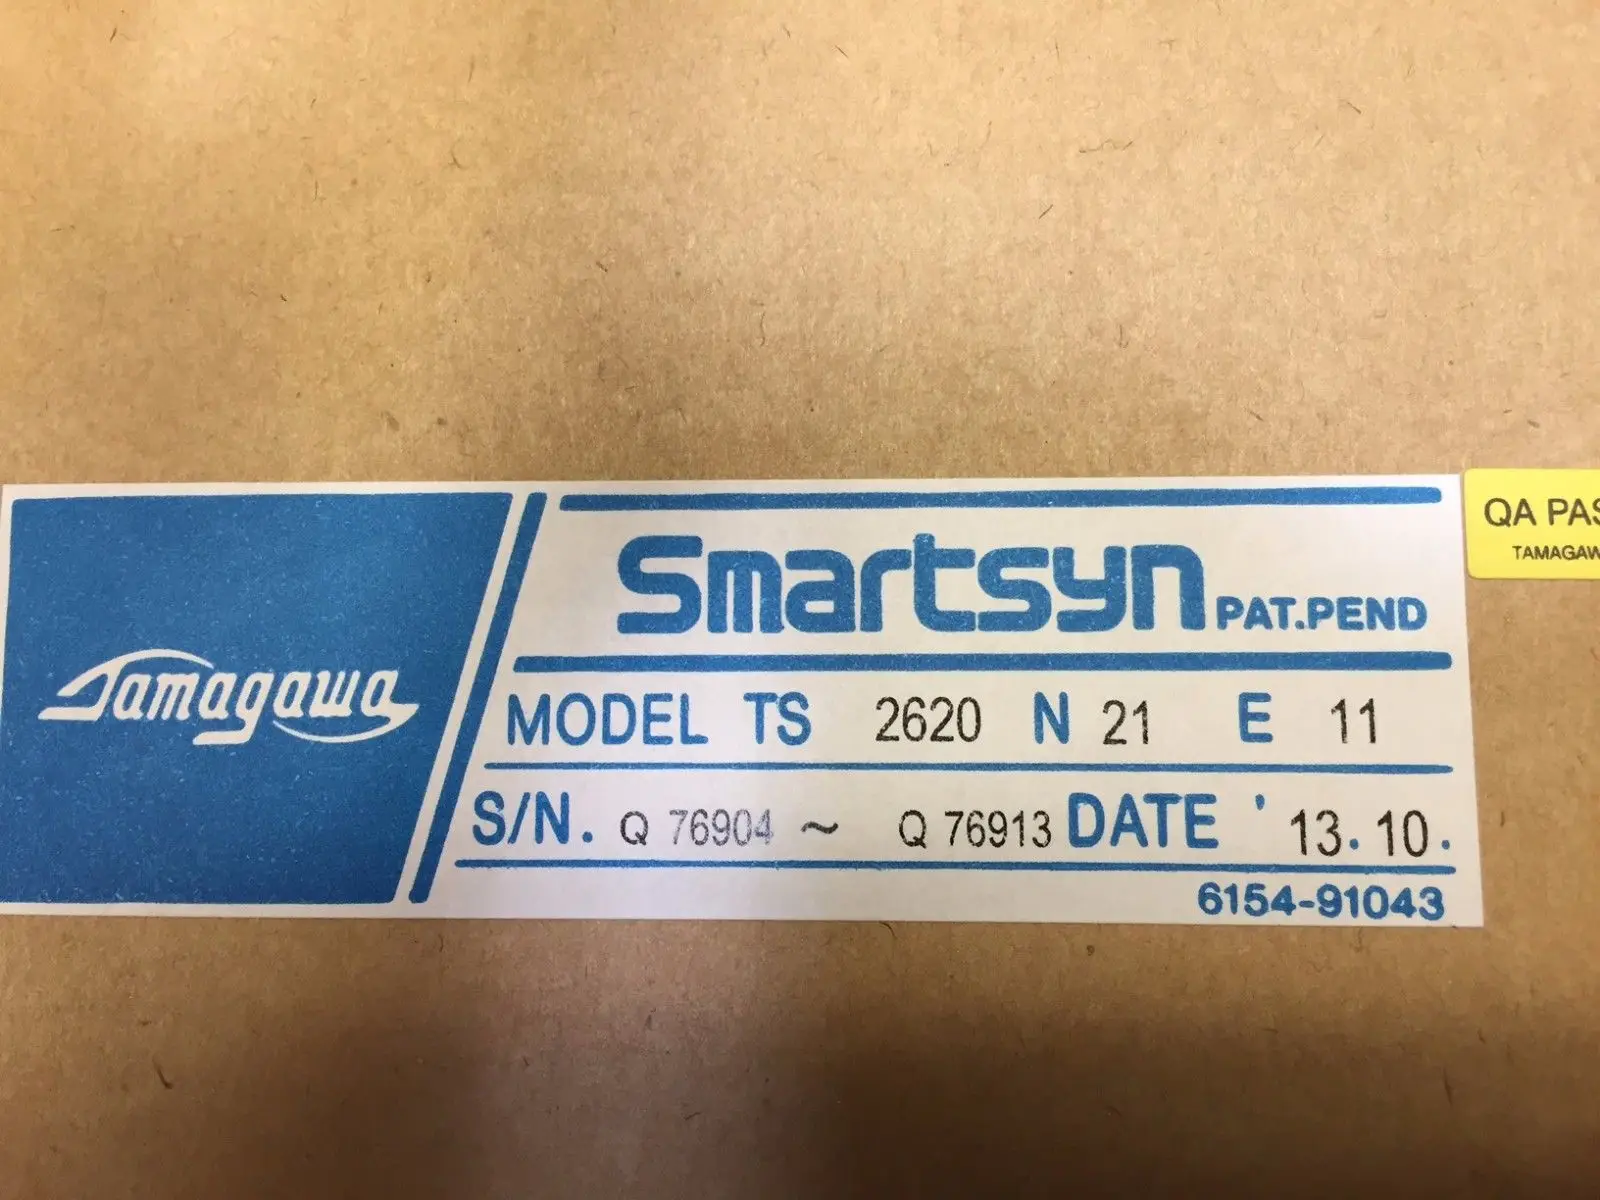 Tamagawa
Smartsyn PAT.PEND
MODEL TS 2620 N 21 E 11
S/N. Q 76904 ~ Q 76913 DATE ' 13. 10.
6154-91043
QA PAS
TAMAGAW